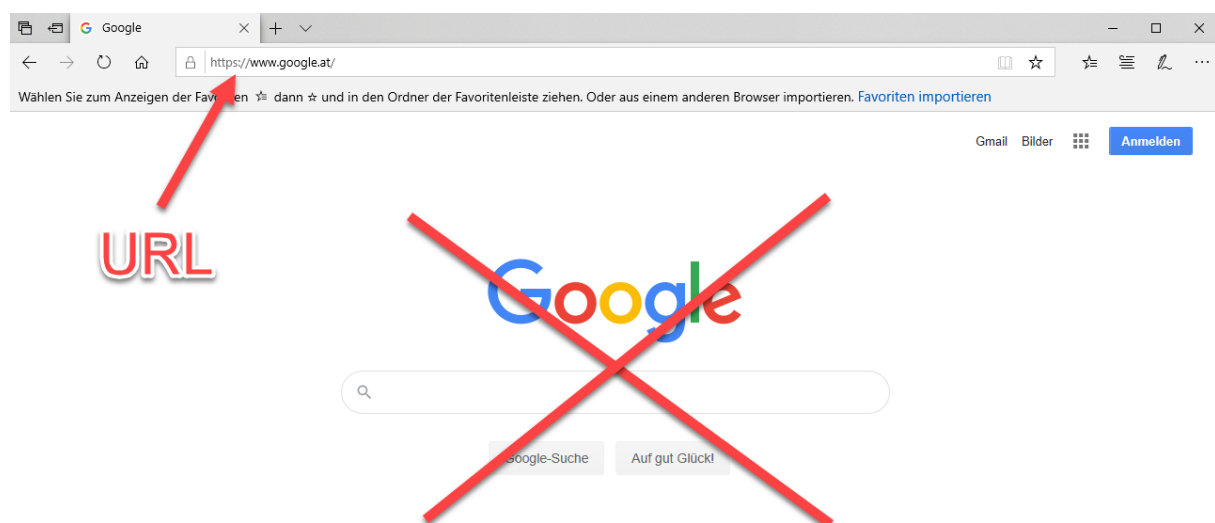 Google
https://www.google.at/
Wählen Sie zum Anzeigen der Favoriten dann und in den Ordner der Favoritenleiste ziehen. Oder aus einem anderen Browser importieren. Favoriten importieren
Gmail Bilder Anmelden
URL
Google
Google-Suche Auf gut Glück!